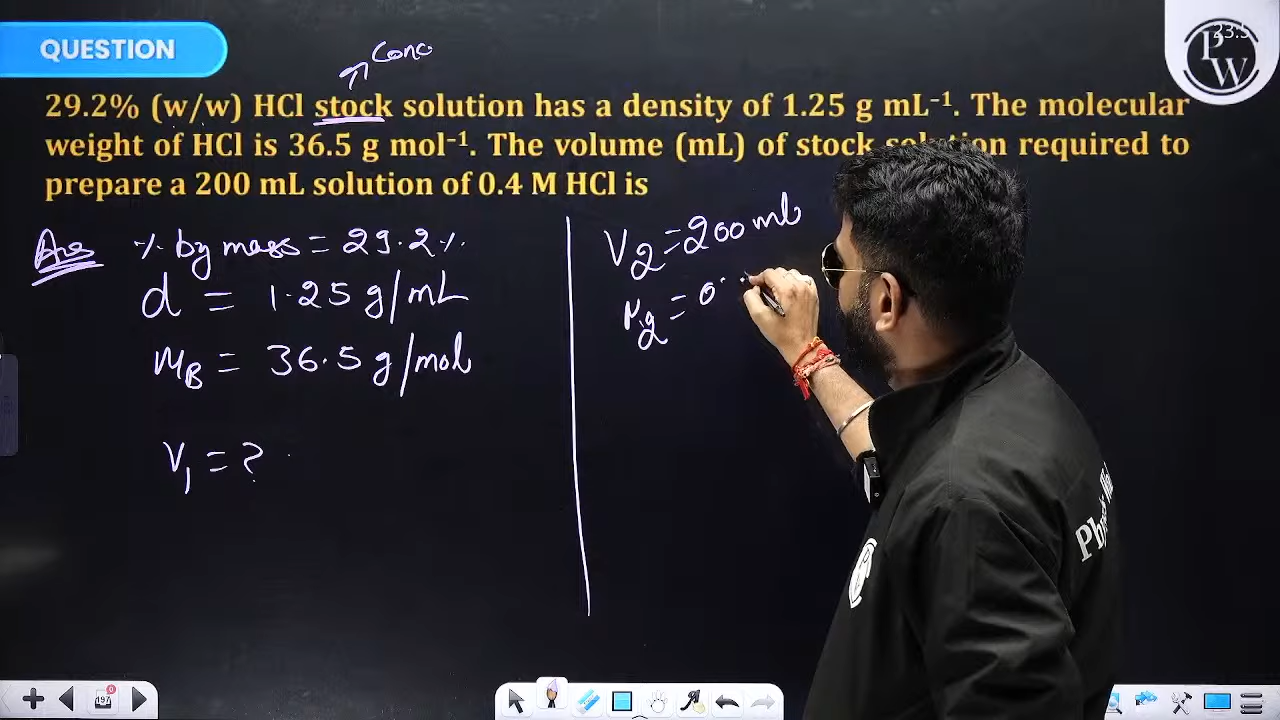 QUESTION
Conc
29.2% (w/w) HCl stock solution has a density of 1.25 g mL⁻¹. The molecular
weight of HCl is 36.5 g mol⁻¹. The volume (mL) of stock solution required to
prepare a 200 mL solution of 0.4 M HCl is
Ans
% by mass = 29.2%.
d = 1.25 g/mL
M_B = 36.5 g/mol
V₁ = ?
V₂ = 200 ml
M₂ = 0.
PW
197